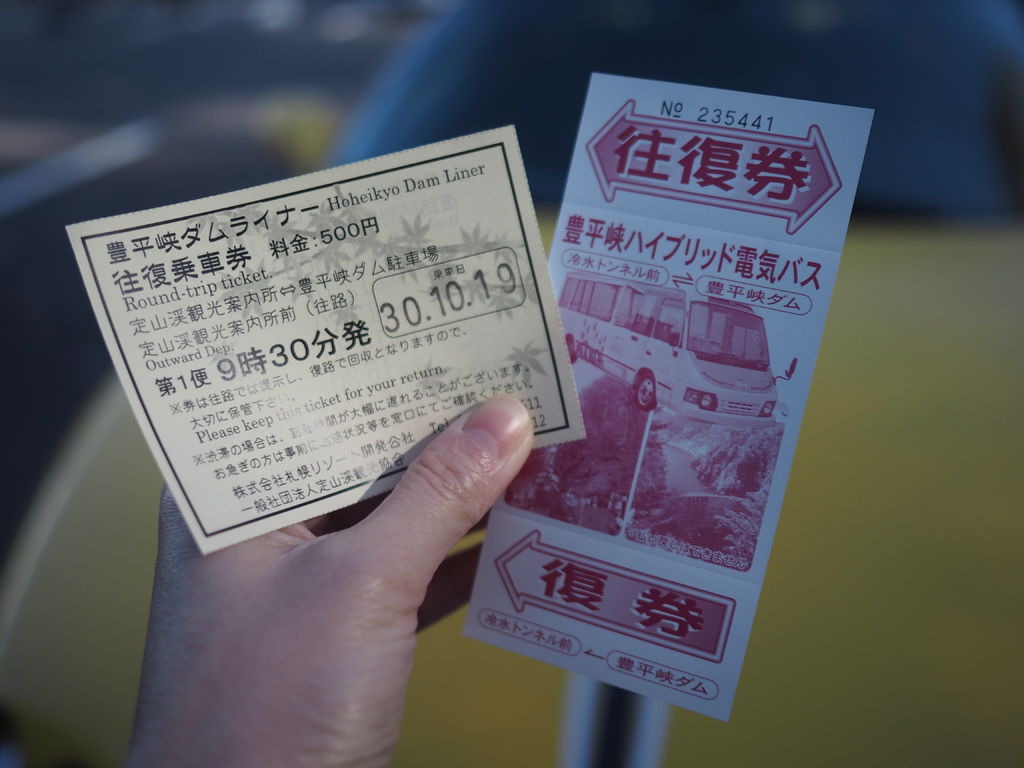 豊平峡ダムライナー Hoheikyo Dam Liner
往復乗車券 料金:500円
Round-trip ticket.
定山渓観光案内所⇔豊平峡ダム駐車場
定山渓観光案内所前(往路)
乗車日
30.10.19
Outward Dep.
第1便 9時30分発
※券は往路では提示し、復路で回収となりますので、
大切に保管下さい。
Please keep this ticket for your return.
※渋滞の場合は、到着時間が大幅に遅れることがございます。
お急ぎの方は事前に道路状況等を窓口にてご確認ください。
株式会社札幌リゾート開発公社 Tel
511
一般社団法人定山渓観光協会
12
№ 235441
往復券
豊平峡ハイブリッド電気バス
冷水トンネル前 ⇄ 豊平峡ダム
できません
復券
冷水トンネル前 ← 豊平峡ダム